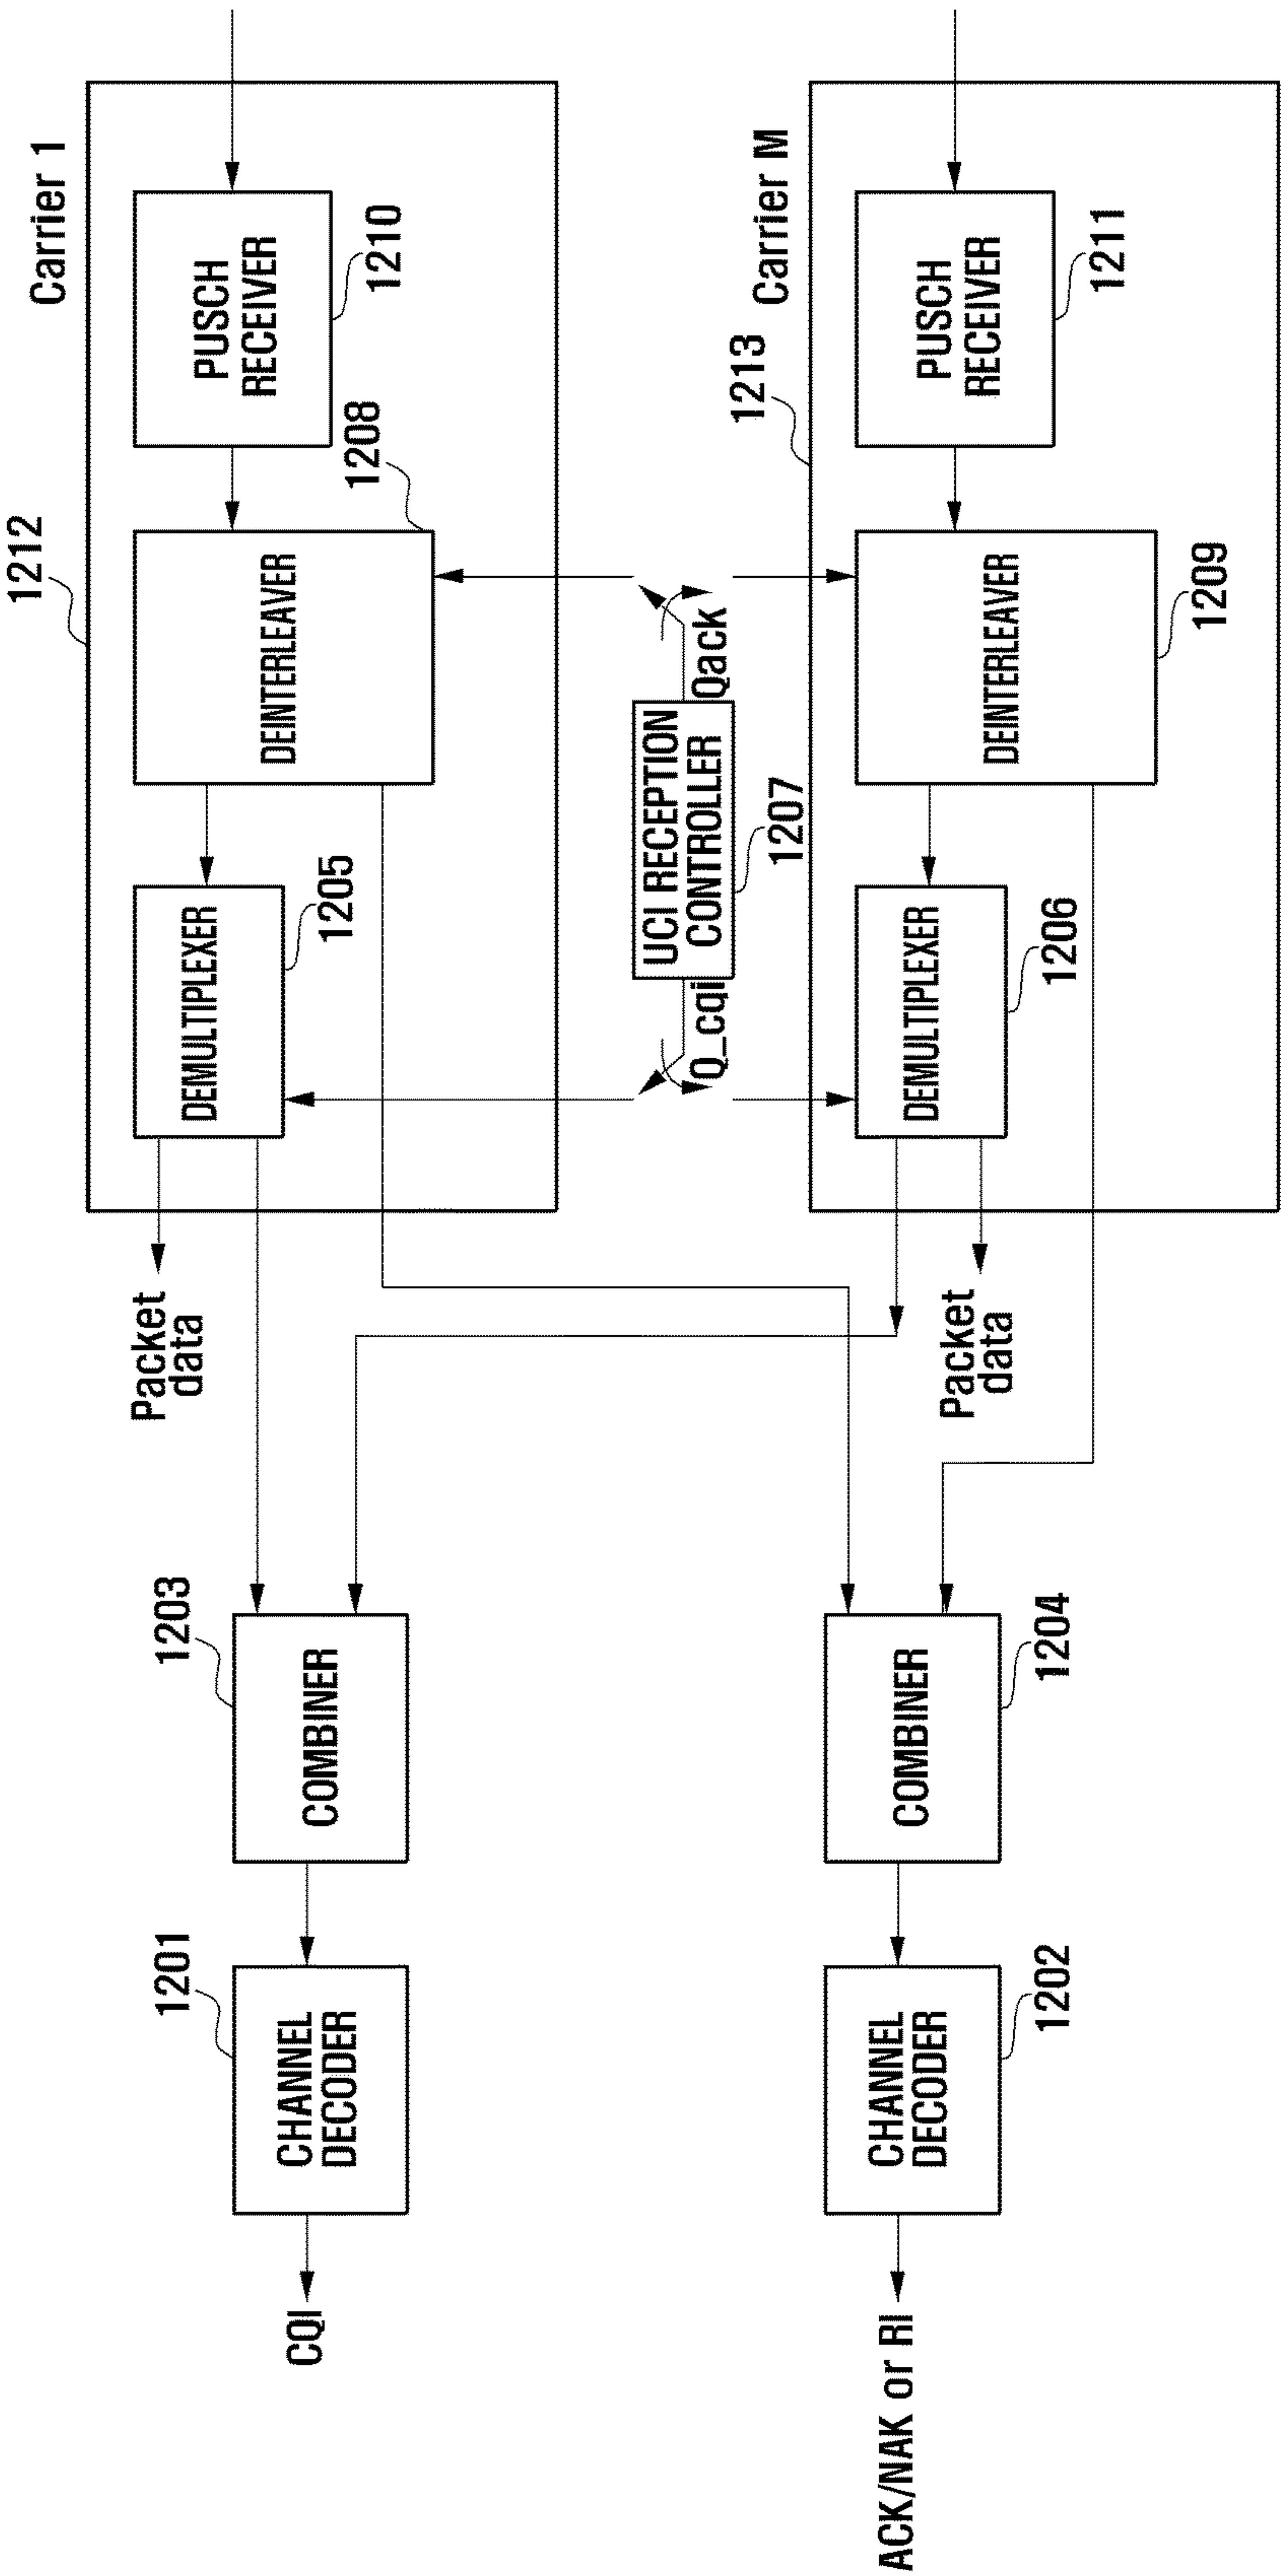 CQI
CHANNEL
DECODER
1201
COMBINER
1203
Packet
data
DEMULTIPLEXER
1205
DEINTERLEAVER
1208
PUSCH
RECEIVER
1210
1212
Carrier 1
Q_cqi
UCI RECEPTION
CONTROLLER
1207
Qack
ACK/NAK or RI
CHANNEL
DECODER
1202
COMBINER
1204
Packet
data
DEMULTIPLEXER
1206
DEINTERLEAVER
1209
PUSCH
RECEIVER
1211
1213
Carrier M